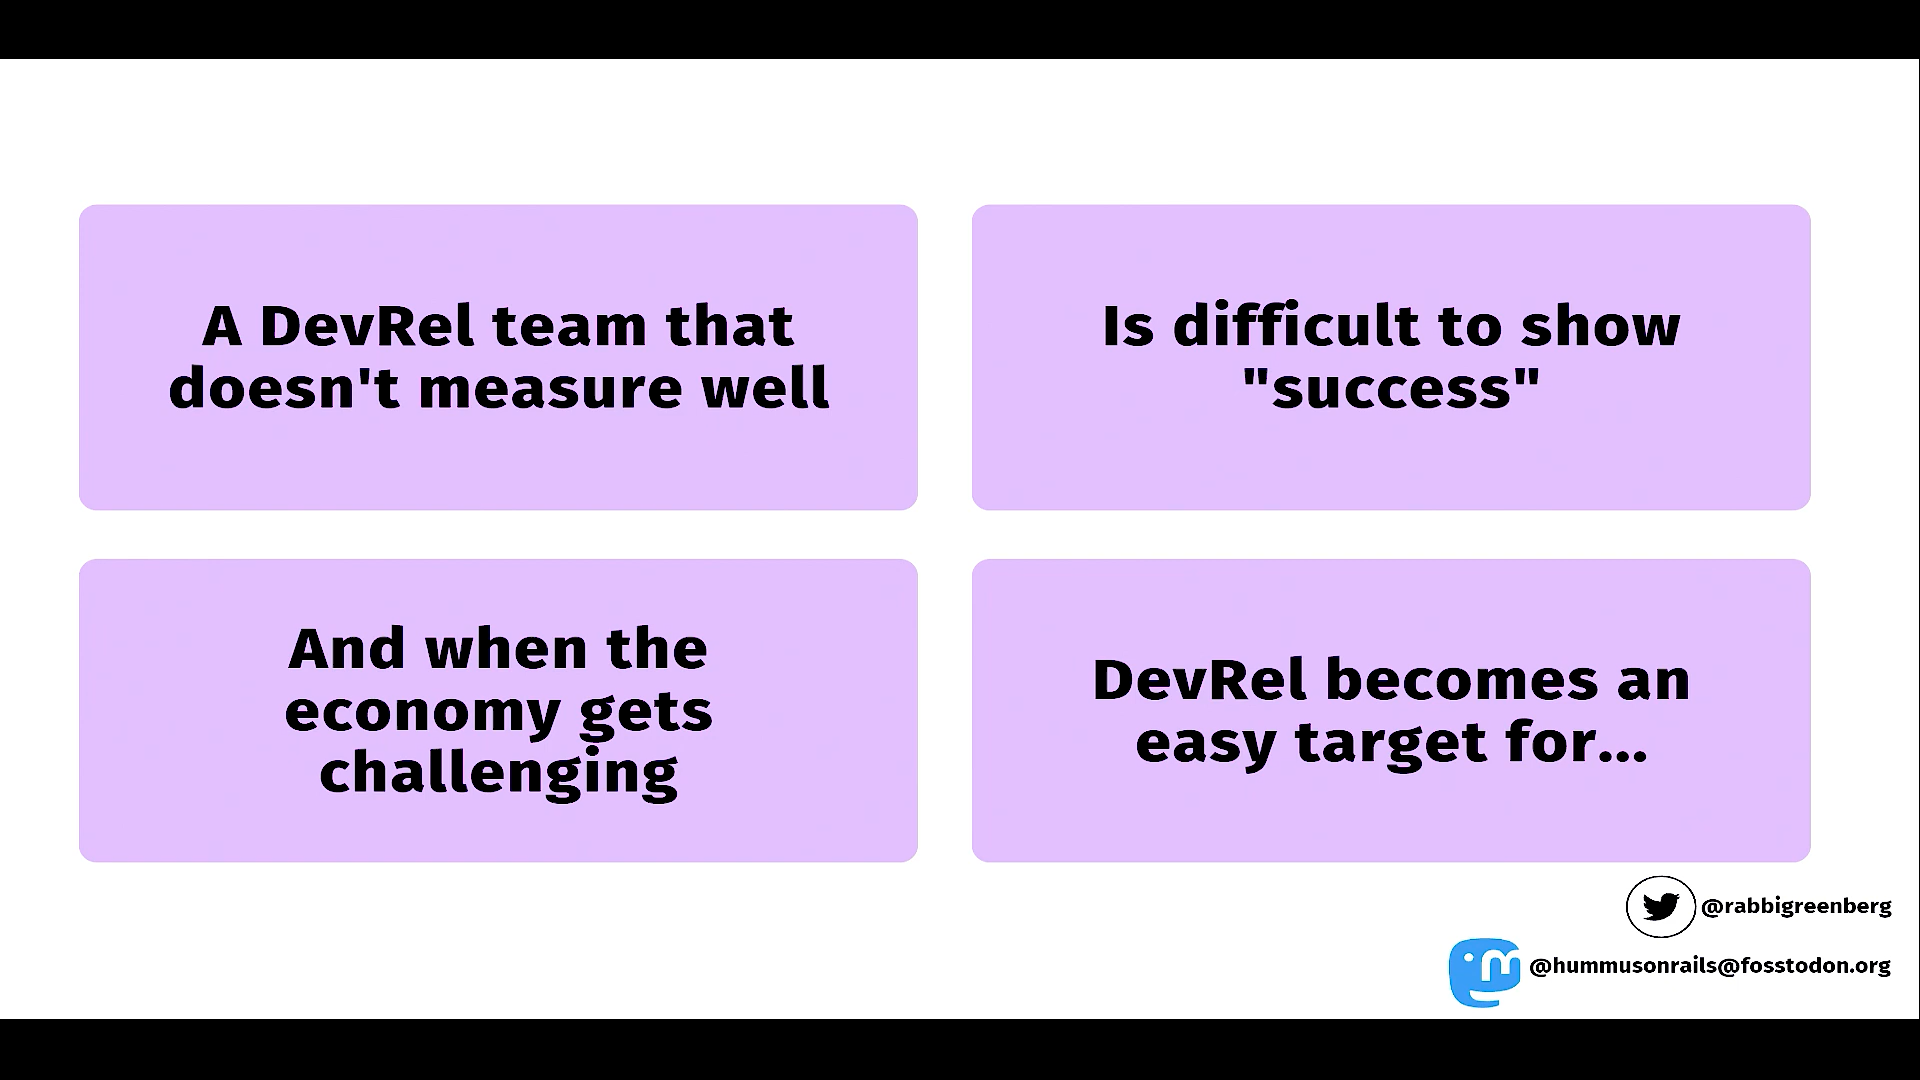 A DevRel team that
doesn't measure well
Is difficult to show
"success"
And when the
economy gets
challenging
DevRel becomes an
easy target for...
@rabbigreenberg
@hummusonrails@fosstodon.org